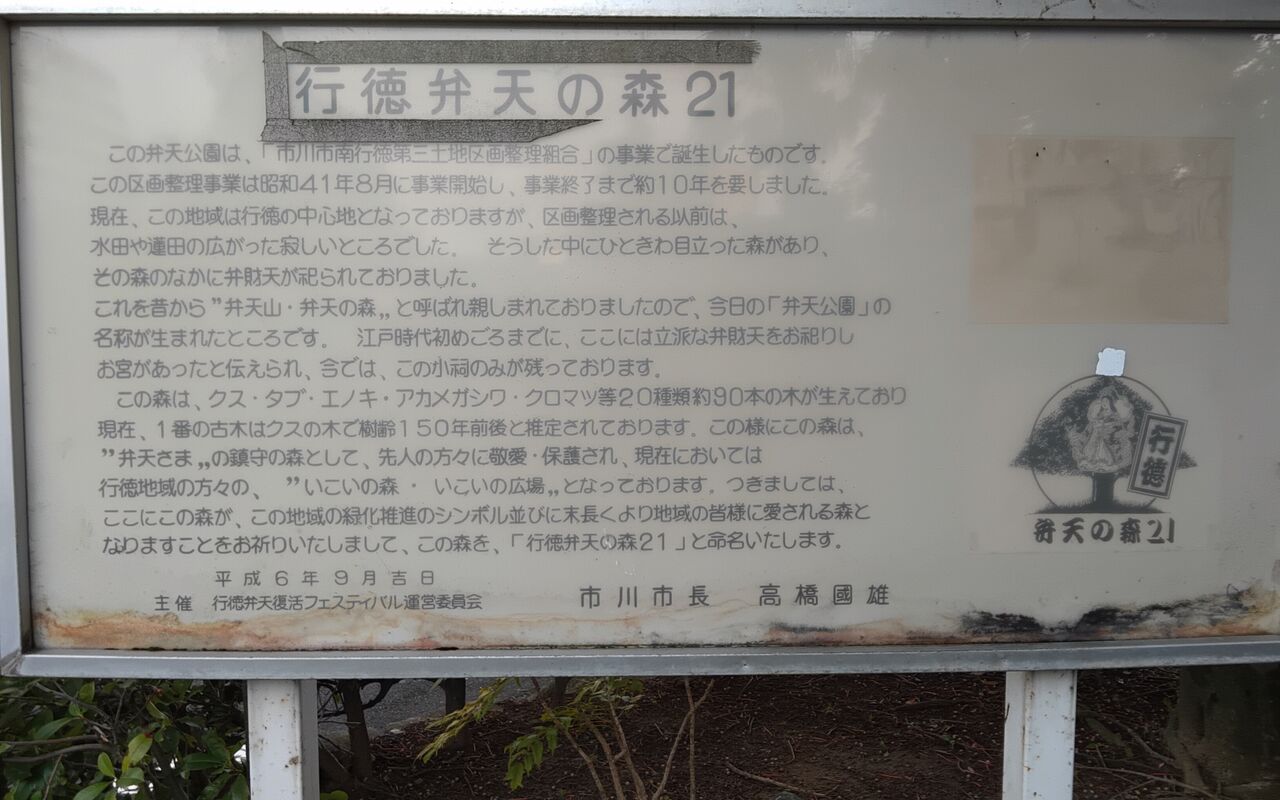 行徳弁天の森21
この弁天公園は、「市川市南行徳第三土地区画整理組合」の事業で誕生したものです。
この区画整理事業は昭和41年8月に事業開始し、事業終了まで約10年を要しました。
現在、この地域は行徳の中心地となっておりますが、区画整理される以前は、
水田や蓮田の広がった寂しいところでした。　そうした中にひときわ目立った森があり、
その森のなかに弁財天が祀られておりました。
これを昔から”弁天山・弁天の森„と呼ばれ親しまれておりましたので、今日の「弁天公園」の
名称が生まれたところです。　江戸時代初めごろまでに、ここには立派な弁財天をお祀りし
お宮があったと伝えられ、今では、この小祠のみが残っております。
この森は、クス・タブ・エノキ・アカメガシワ・クロマツ等20種類約90本の木が生えており
現在、1番の古木はクスの木で樹齢150年前後と推定されております。この様にこの森は、
”弁天さま„の鎮守の森として、先人の方々に敬愛・保護され、現在においては
行徳地域の方々の、　”いこいの森 ・ いこいの広場„となっております。つきましては、
ここにこの森が、この地域の緑化推進のシンボル並びに末長くより地域の皆様に愛される森と
なりますことをお祈りいたしまして、この森を、「行徳弁天の森21」と命名いたします。
平成6年9月吉日
主催　行徳弁天復活フェスティバル運営委員会
市川市長　高橋國雄
行徳
弁天の森21